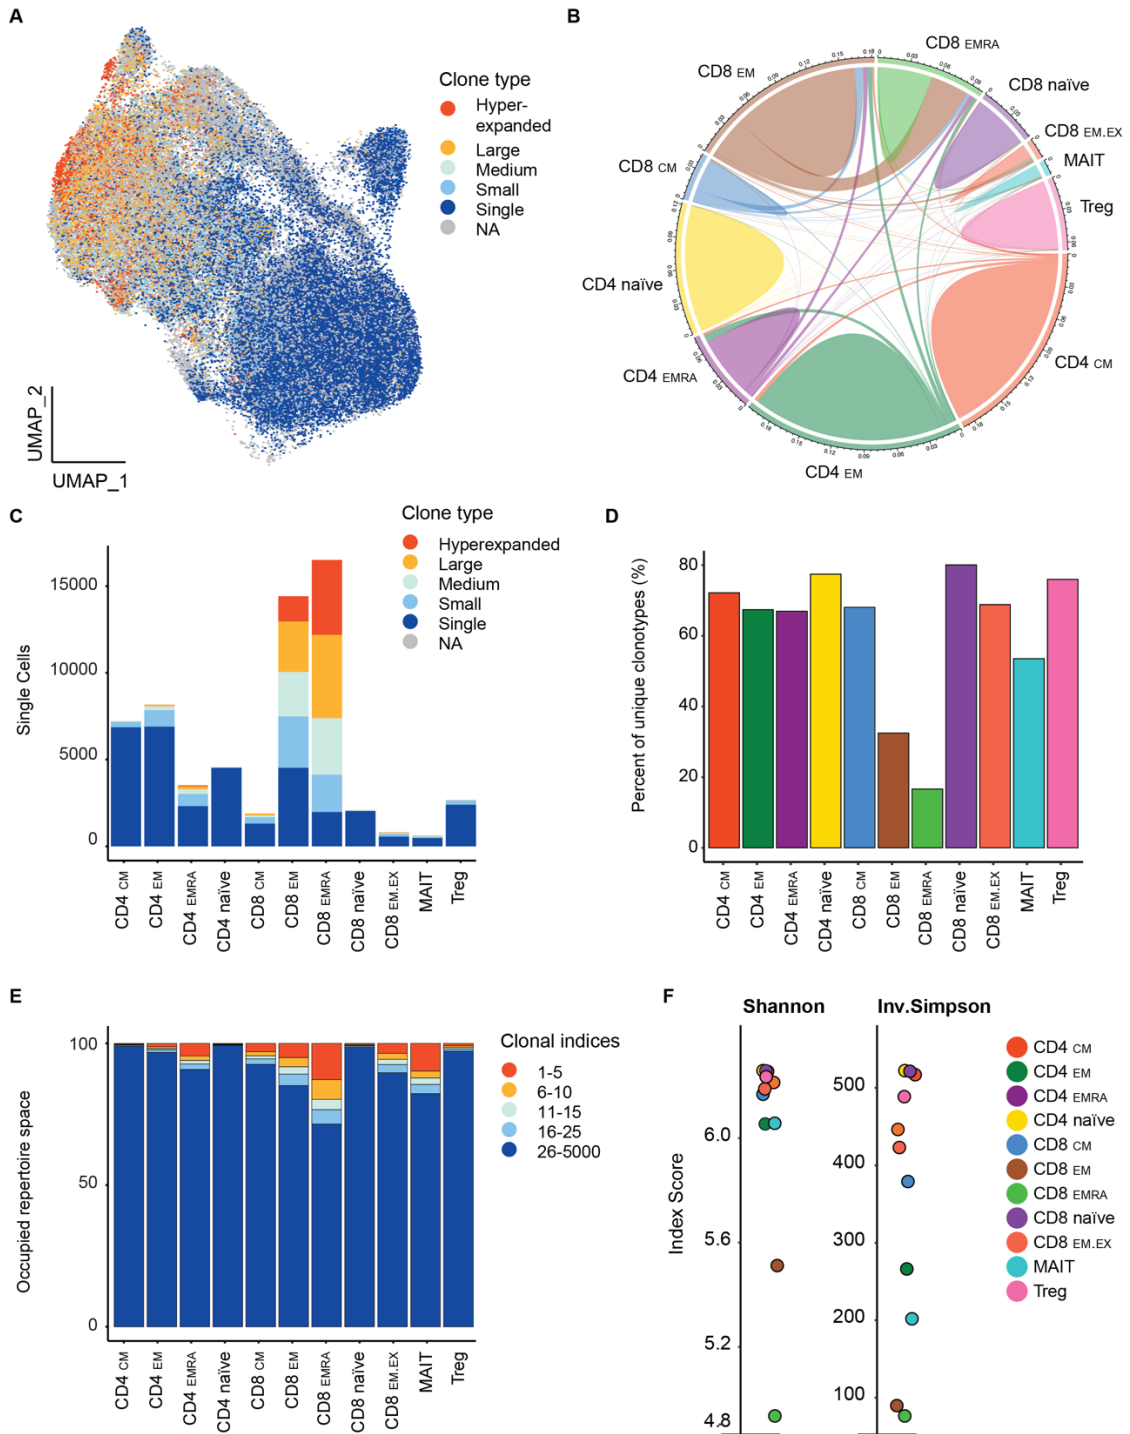 A
Clone type
Hyper-
expanded
Large
Medium
Small
Single
NA
UMAP_2
UMAP_1
B
CD8 EM
CD8 EMRA
CD8 naïve
CD8 EM.EX
MAIT
Treg
CD8 CM
CD4 naïve
CD4 EMRA
CD4 EM
CD4 CM
C
Clone type
Hyperexpanded
Large
Medium
Small
Single
NA
Single Cells
15000
10000
5000
0
CD4 CM
CD4 EM
CD4 EMRA
CD4 naïve
CD8 CM
CD8 EM
CD8 EMRA
CD8 naïve
CD8 EM.EX
MAIT
Treg
D
Percent of unique clonotypes (%)
80
60
40
20
0
CD4 CM
CD4 EM
CD4 EMRA
CD4 naïve
CD8 CM
CD8 EM
CD8 EMRA
CD8 naïve
CD8 EM.EX
MAIT
Treg
E
Occupied repertoire space
100
50
0
Clonal indices
1-5
6-10
11-15
16-25
26-5000
CD4 CM
CD4 EM
CD4 EMRA
CD4 naïve
CD8 CM
CD8 EM
CD8 EMRA
CD8 naïve
CD8 EM.EX
MAIT
Treg
F
Shannon
Inv.Simpson
Index Score
6.0
5.6
5.2
4.8
500
400
300
200
100
CD4 CM
CD4 EM
CD4 EMRA
CD4 naïve
CD8 CM
CD8 EM
CD8 EMRA
CD8 naïve
CD8 EM.EX
MAIT
Treg